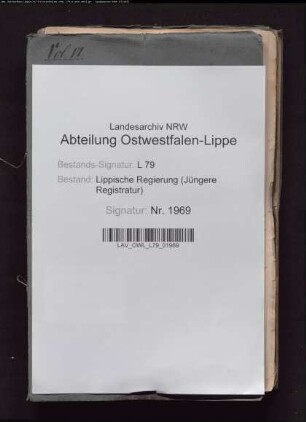 Landesarchiv NRW
Abteilung Ostwestfalen-Lippe
Bestands-Signatur: L 79
Bestand: Lippische Regierung (Jüngere
Registratur)
Signatur: Nr. 1969
LAV_OWL_L79_01969